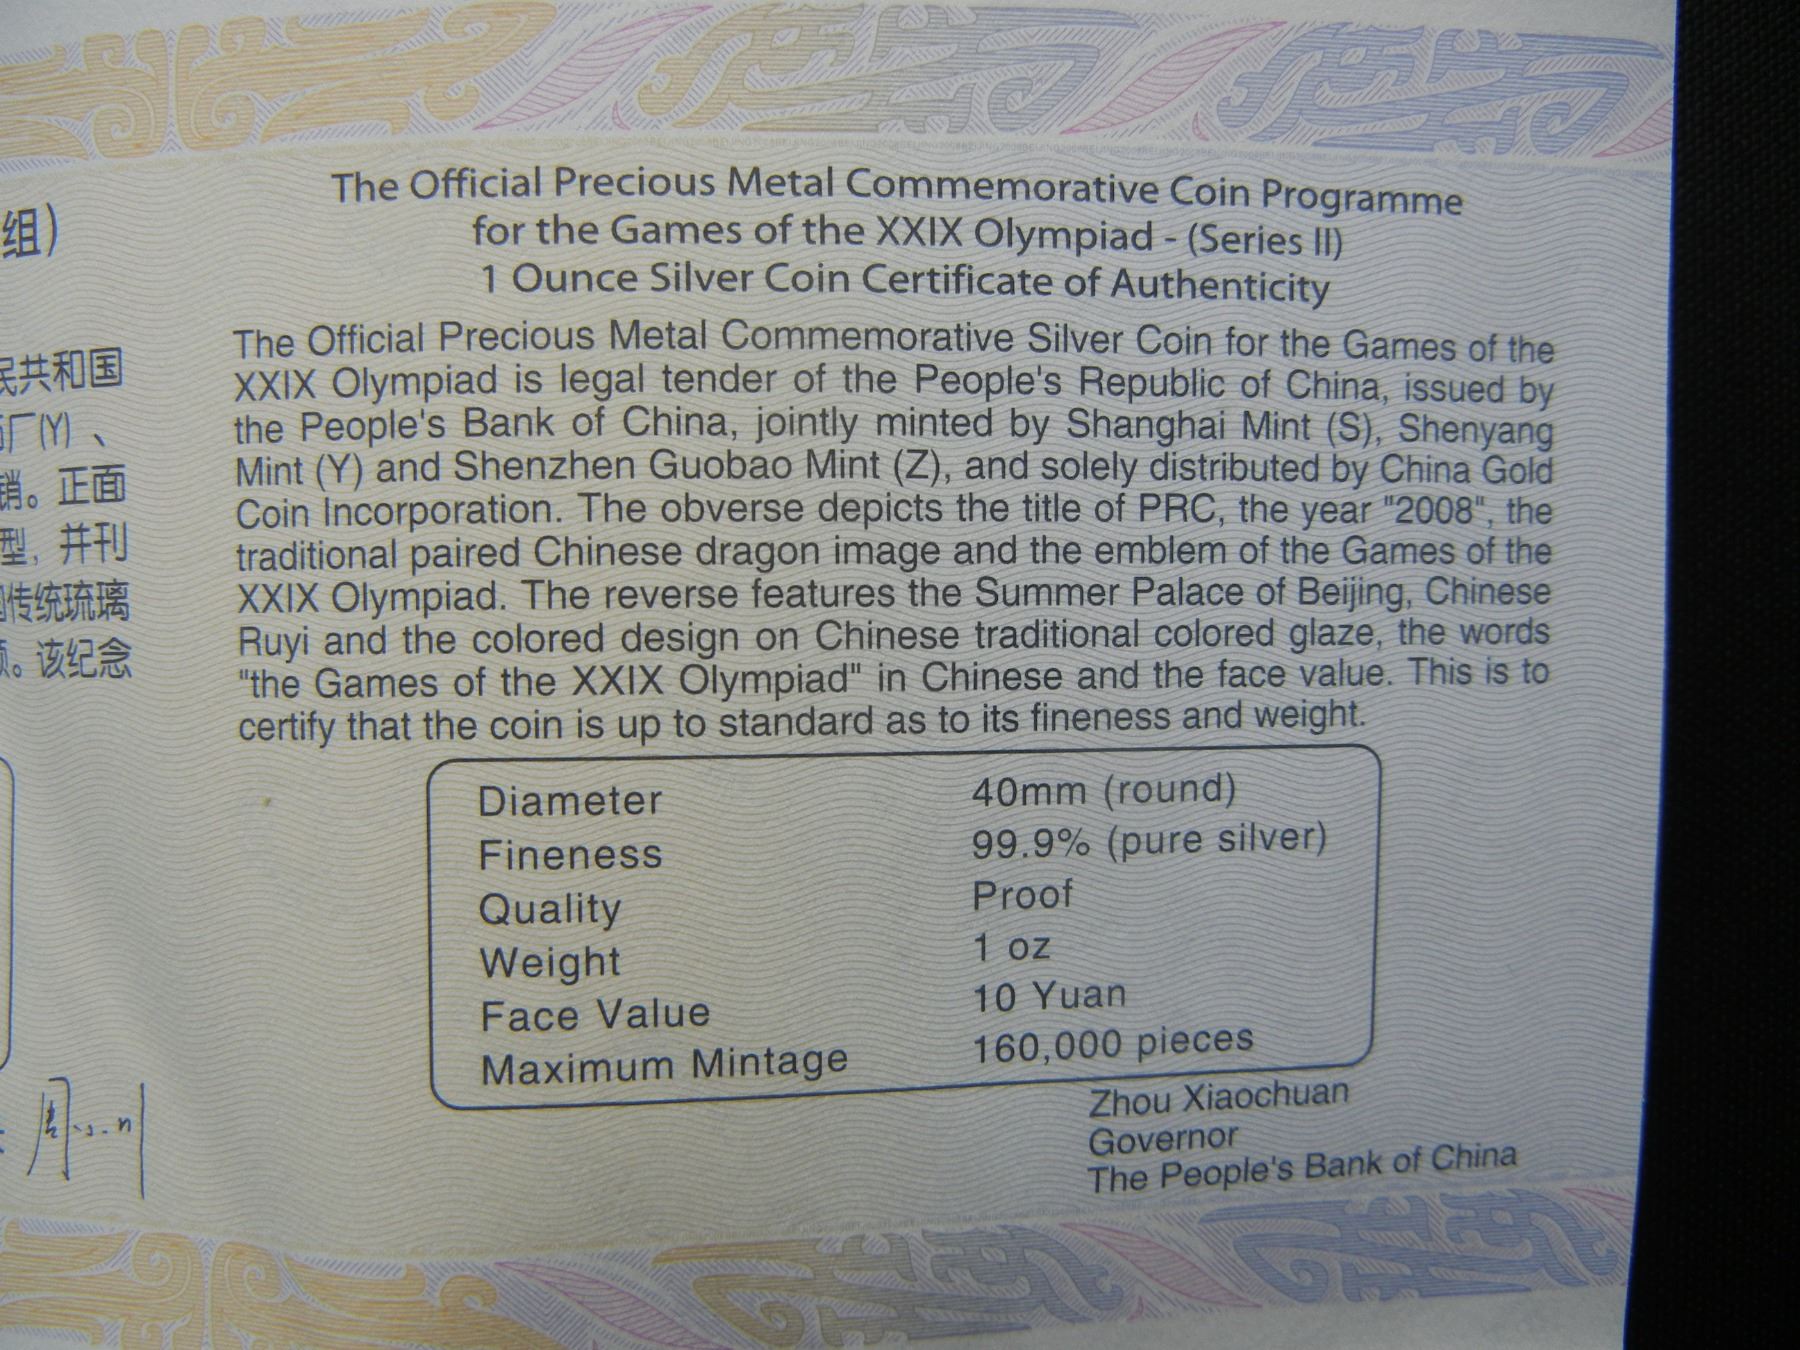 组)
民共和国
厂(Y)、
销。正面
型，并刊
传统琉璃
。该纪念
The Official Precious Metal Commemorative Coin Programme
for the Games of the XXIX Olympiad - (Series II)
1 Ounce Silver Coin Certificate of Authenticity
The Official Precious Metal Commemorative Silver Coin for the Games of the
XXIX Olympiad is legal tender of the People's Republic of China, issued by
the People's Bank of China, jointly minted by Shanghai Mint (S), Shenyang
Mint (Y) and Shenzhen Guobao Mint (Z), and solely distributed by China Gold
Coin Incorporation. The obverse depicts the title of PRC, the year "2008", the
traditional paired Chinese dragon image and the emblem of the Games of the
XXIX Olympiad. The reverse features the Summer Palace of Beijing, Chinese
Ruyi and the colored design on Chinese traditional colored glaze, the words
"the Games of the XXIX Olympiad" in Chinese and the face value. This is to
certify that the coin is up to standard as to its fineness and weight.
Diameter 40mm (round)
Fineness 99.9% (pure silver)
Quality Proof
Weight 1 oz
Face Value 10 Yuan
Maximum Mintage 160,000 pieces
Zhou Xiaochuan
Governor
The People's Bank of China